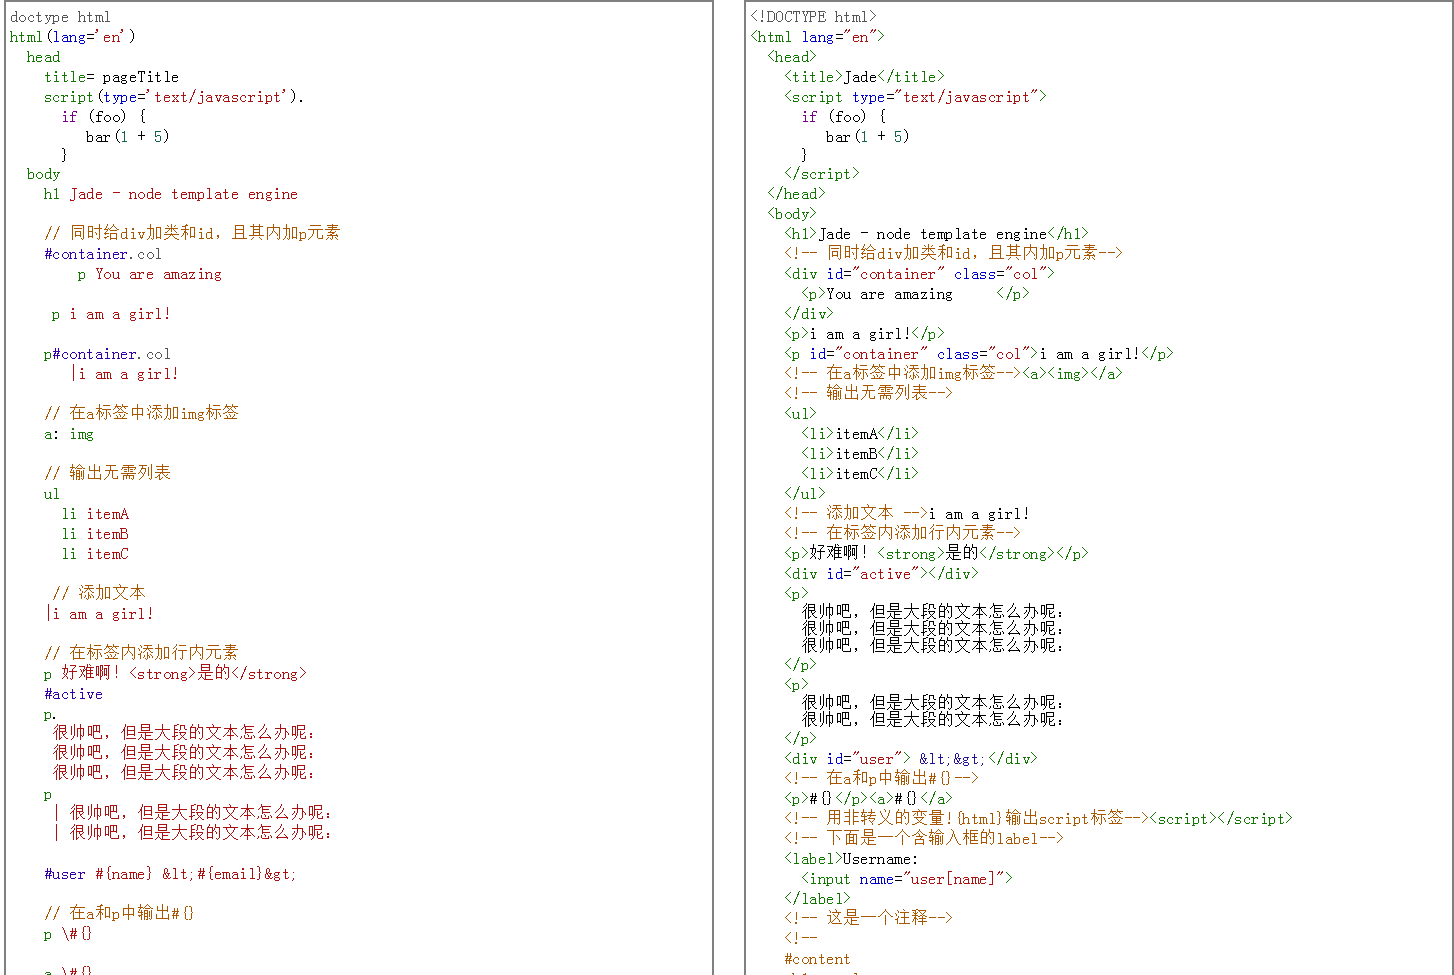 doctype html
html(lang='en')
head
title= pageTitle
script(type='text/javascript').
if (foo) {
bar(1 + 5)
}
body
h1 Jade - node template engine
// 同时给div加类和id，且其内加p元素
#container.col
p You are amazing
p i am a girl!
p#container.col
|i am a girl!
// 在a标签中添加img标签
a: img
// 输出无需列表
ul
li itemA
li itemB
li itemC
// 添加文本
|i am a girl!
// 在标签内添加行内元素
p 好难啊！<strong>是的</strong>
#active
p.
很帅吧，但是大段的文本怎么办呢：
很帅吧，但是大段的文本怎么办呢：
很帅吧，但是大段的文本怎么办呢：
p
| 很帅吧，但是大段的文本怎么办呢：
| 很帅吧，但是大段的文本怎么办呢：
#user #{name} &lt;#{email}&gt;
// 在a和p中输出#{}
p \#{}
a \#{}
<!DOCTYPE html>
<html lang="en">
<head>
<title>Jade</title>
<script type="text/javascript">
if (foo) {
bar(1 + 5)
}
</script>
</head>
<body>
<h1>Jade - node template engine</h1>
<!-- 同时给div加类和id，且其内加p元素-->
<div id="container" class="col">
<p>You are amazing     </p>
</div>
<p>i am a girl!</p>
<p id="container" class="col">i am a girl!</p>
<!-- 在a标签中添加img标签--><a><img></a>
<!-- 输出无需列表-->
<ul>
<li>itemA</li>
<li>itemB</li>
<li>itemC</li>
</ul>
<!-- 添加文本 -->i am a girl!
<!-- 在标签内添加行内元素-->
<p>好难啊！<strong>是的</strong></p>
<div id="active"></div>
<p>
很帅吧，但是大段的文本怎么办呢：
很帅吧，但是大段的文本怎么办呢：
很帅吧，但是大段的文本怎么办呢：
</p>
<p>
很帅吧，但是大段的文本怎么办呢：
很帅吧，但是大段的文本怎么办呢：
</p>
<div id="user"> &lt;&gt;</div>
<!-- 在a和p中输出#{}-->
<p>#{}</p><a>#{}</a>
<!-- 用非转义的变量!{html}输出script标签--><script></script>
<!-- 下面是一个含输入框的label-->
<label>Username:
<input name="user[name]">
</label>
<!-- 这是一个注释-->
<!--
#content